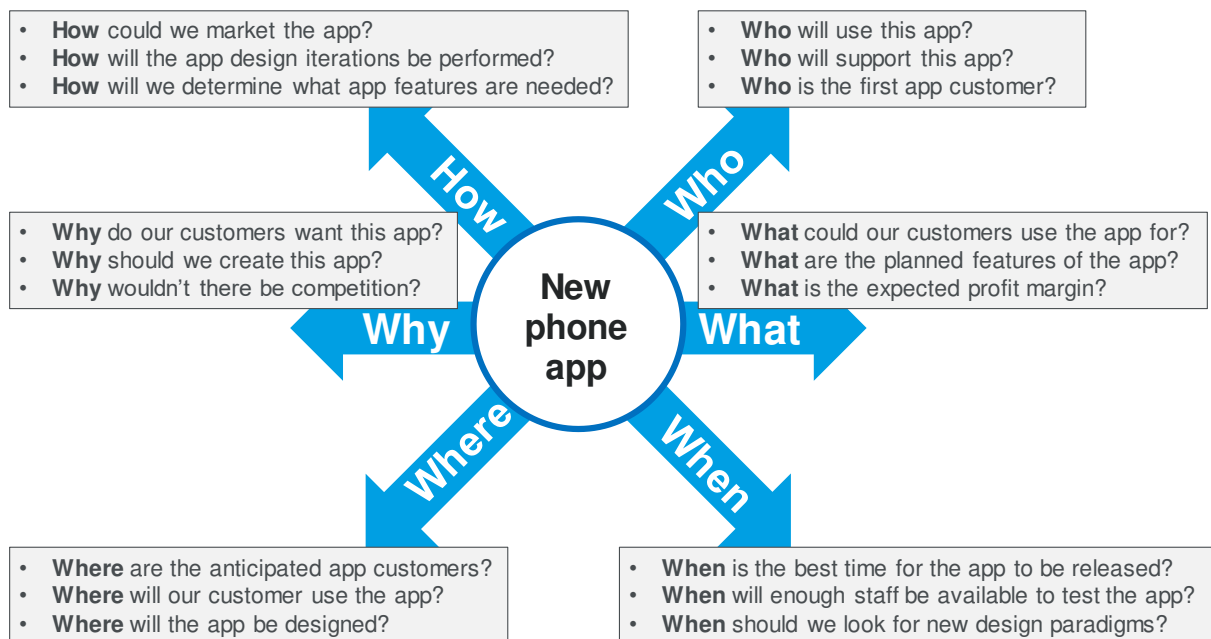 • How could we market the app?
• How will the app design iterations be performed?
• How will we determine what app features are needed?
• Who will use this app?
• Who will support this app?
• Who is the first app customer?
How
Who
• Why do our customers want this app?
• Why should we create this app?
• Why wouldn't there be competition?
• What could our customers use the app for?
• What are the planned features of the app?
• What is the expected profit margin?
Why
New
phone
app
What
Where
When
• Where are the anticipated app customers?
• Where will our customer use the app?
• Where will the app be designed?
• When is the best time for the app to be released?
• When will enough staff be available to test the app?
• When should we look for new design paradigms?